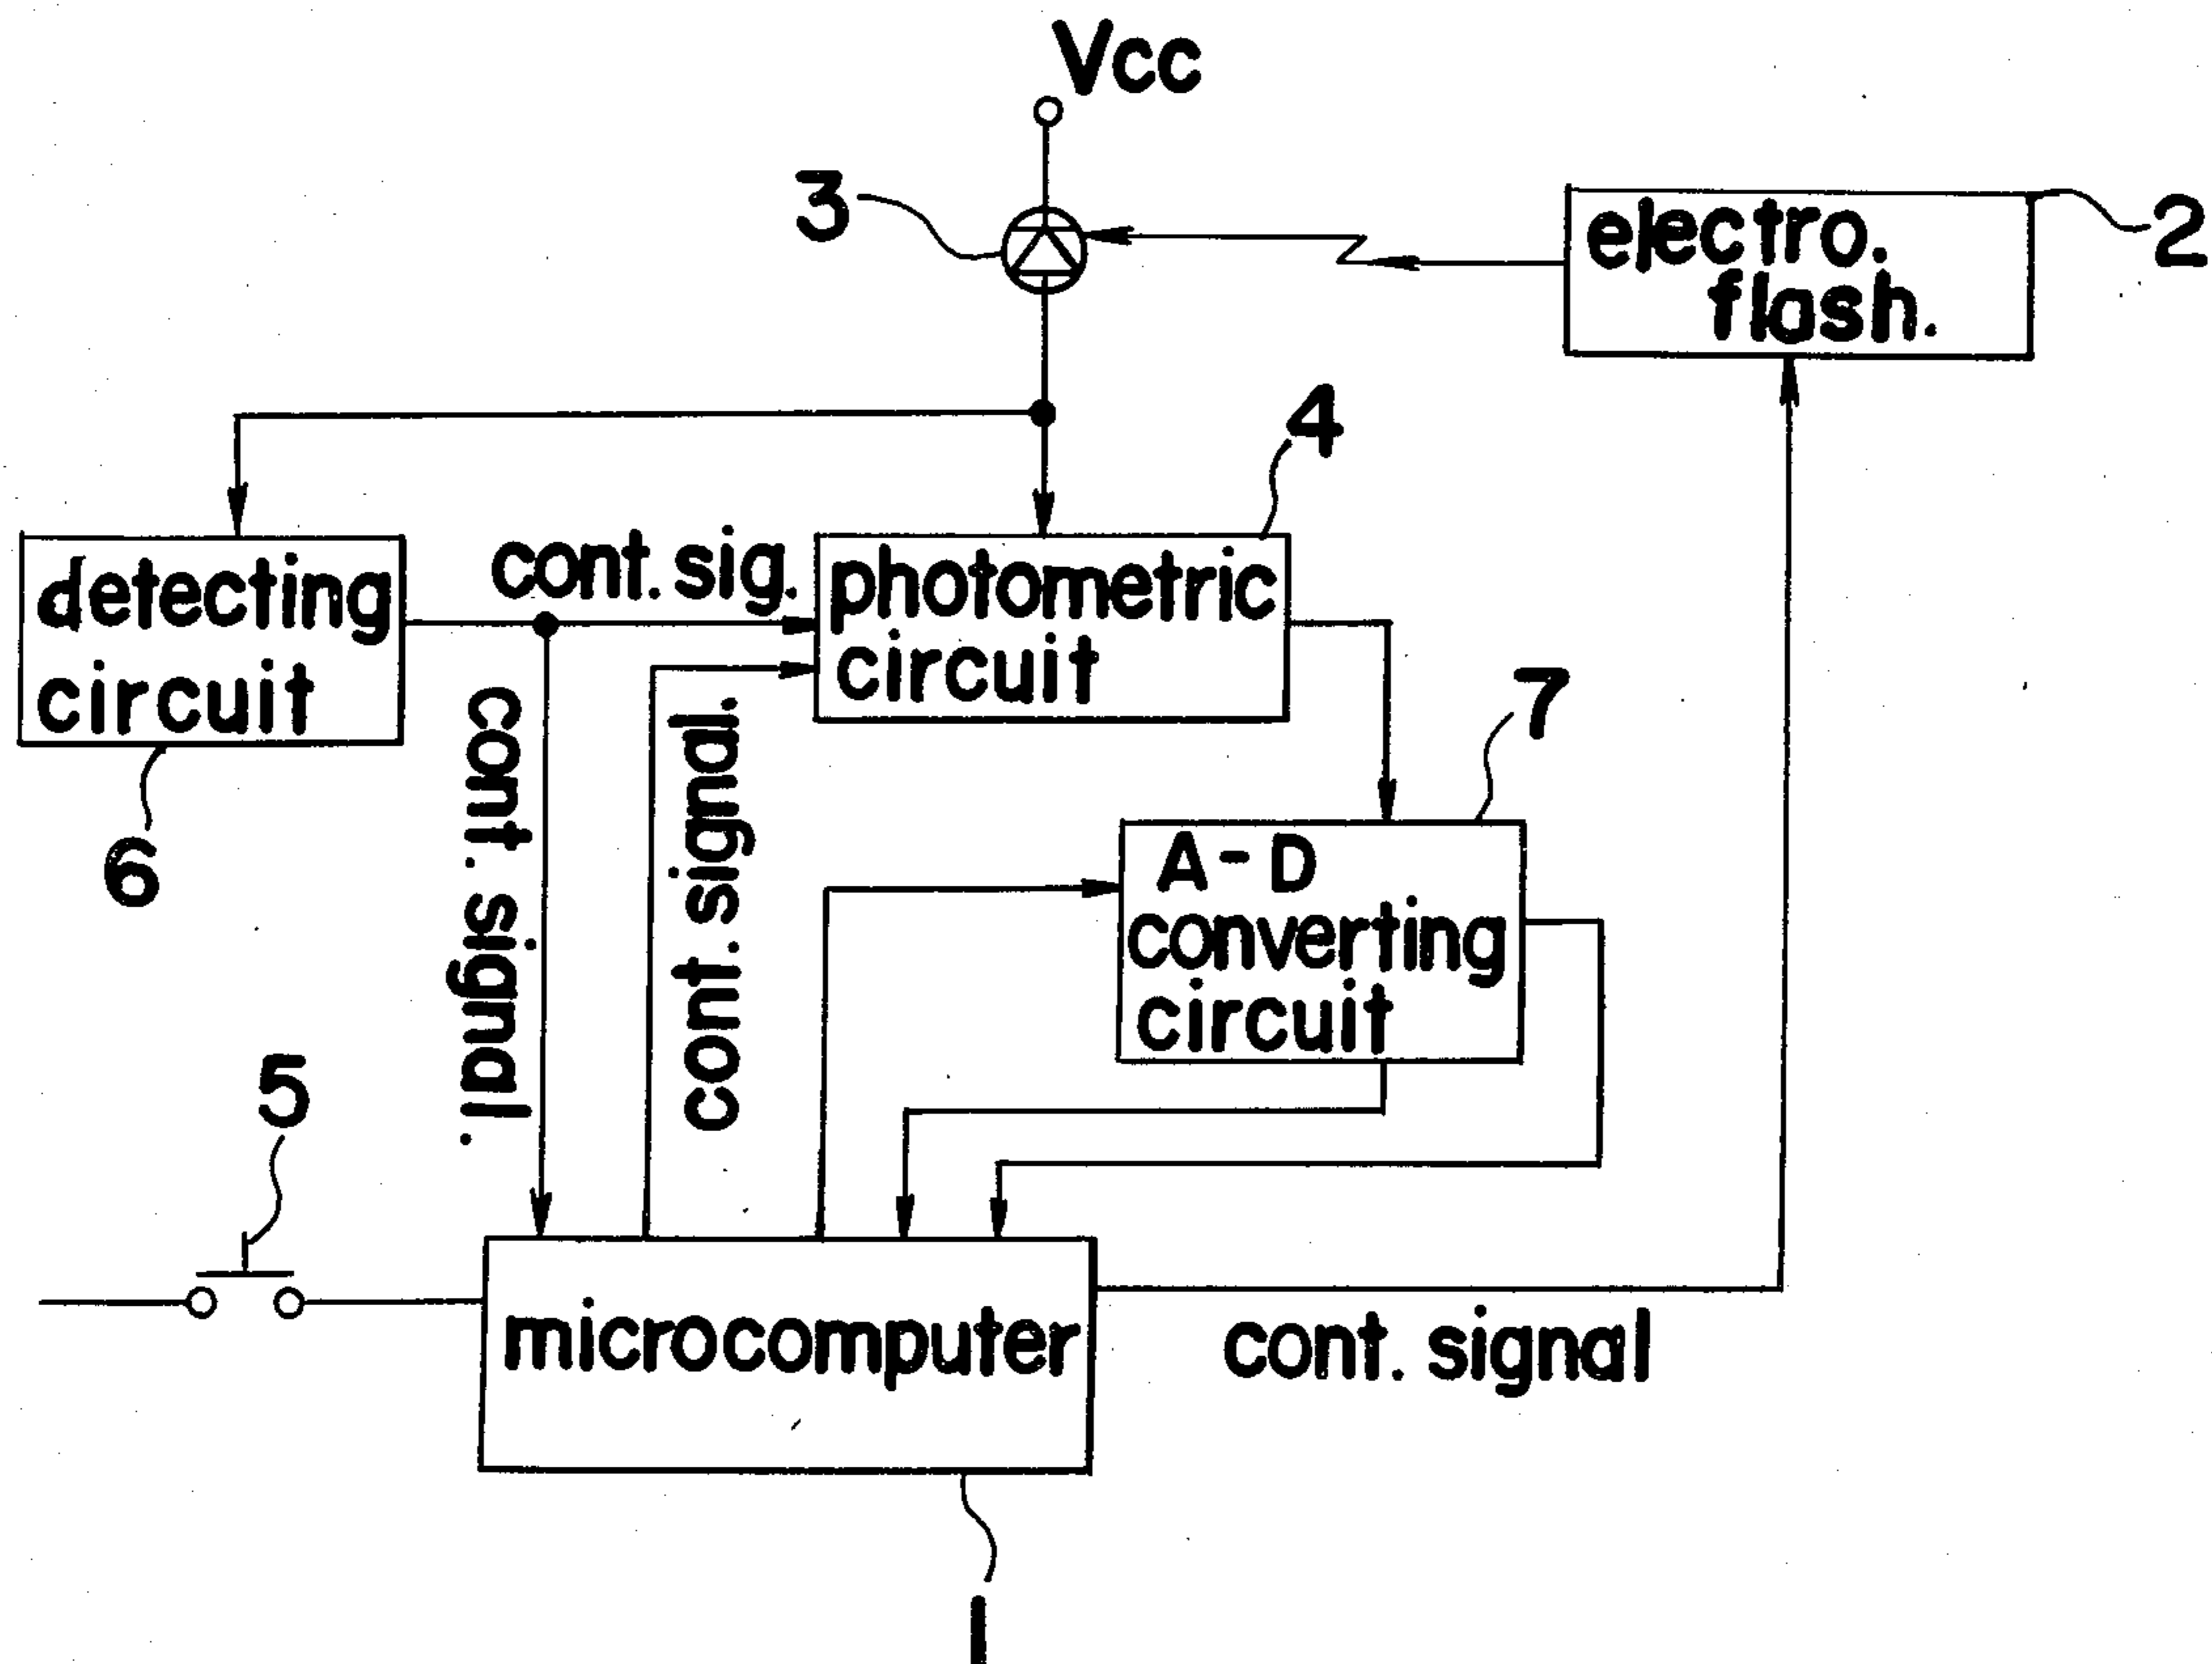 Vcc
3
electro.
flash.
2
4
detecting
circuit
cont. sig.
photometric
circuit
7
cont. signal.
cont. signal.
6
A-D
converting
circuit
5
microcomputer
cont. signal
1